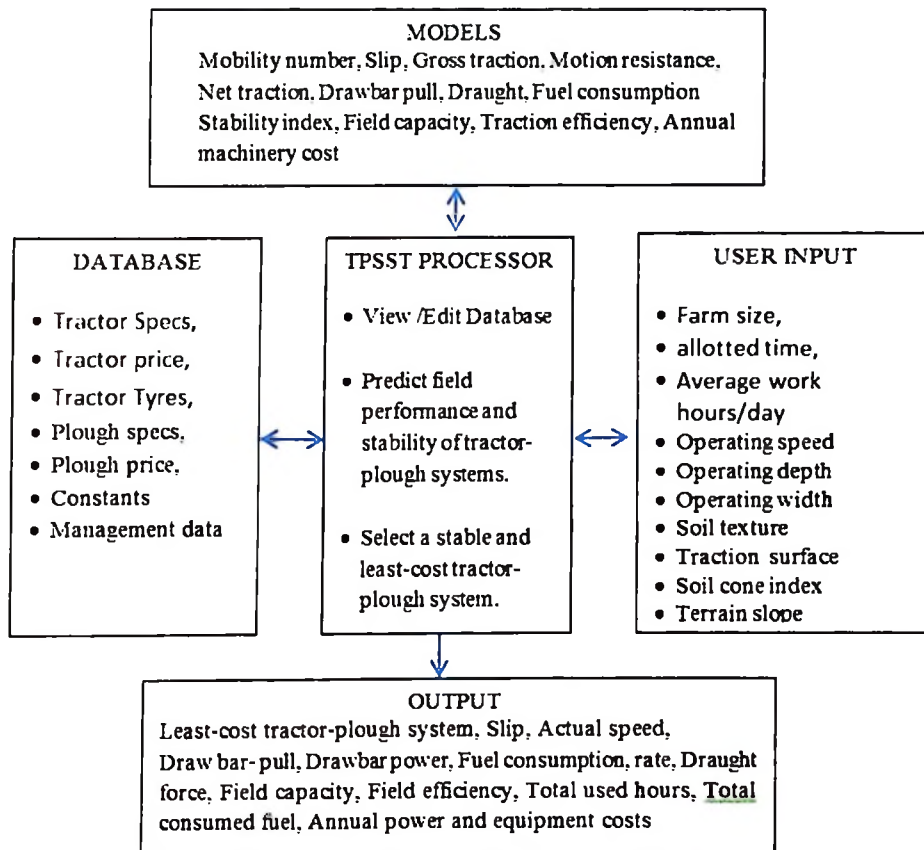 MODELS
Mobility number, Slip, Gross traction, Motion resistance,
Net traction, Drawbar pull, Draught, Fuel consumption
Stability index, Field capacity, Traction efficiency, Annual
machinery cost
DATABASE
• Tractor Specs,
• Tractor price,
• Tractor Tyres,
• Plough specs,
• Plough price,
• Constants
• Management data
TPSST PROCESSOR
• View /Edit Database
• Predict field
performance and
stability of tractor-
plough systems.
• Select a stable and
least-cost tractor-
plough system.
USER INPUT
• Farm size,
• allotted time,
• Average work
hours/day
• Operating speed
• Operating depth
• Operating width
• Soil texture
• Traction surface
• Soil cone index
• Terrain slope
OUTPUT
Least-cost tractor-plough system, Slip, Actual speed,
Draw bar-pull, Drawbar power, Fuel consumption, rate, Draught
force, Field capacity, Field efficiency, Total used hours, Total
consumed fuel, Annual power and equipment costs